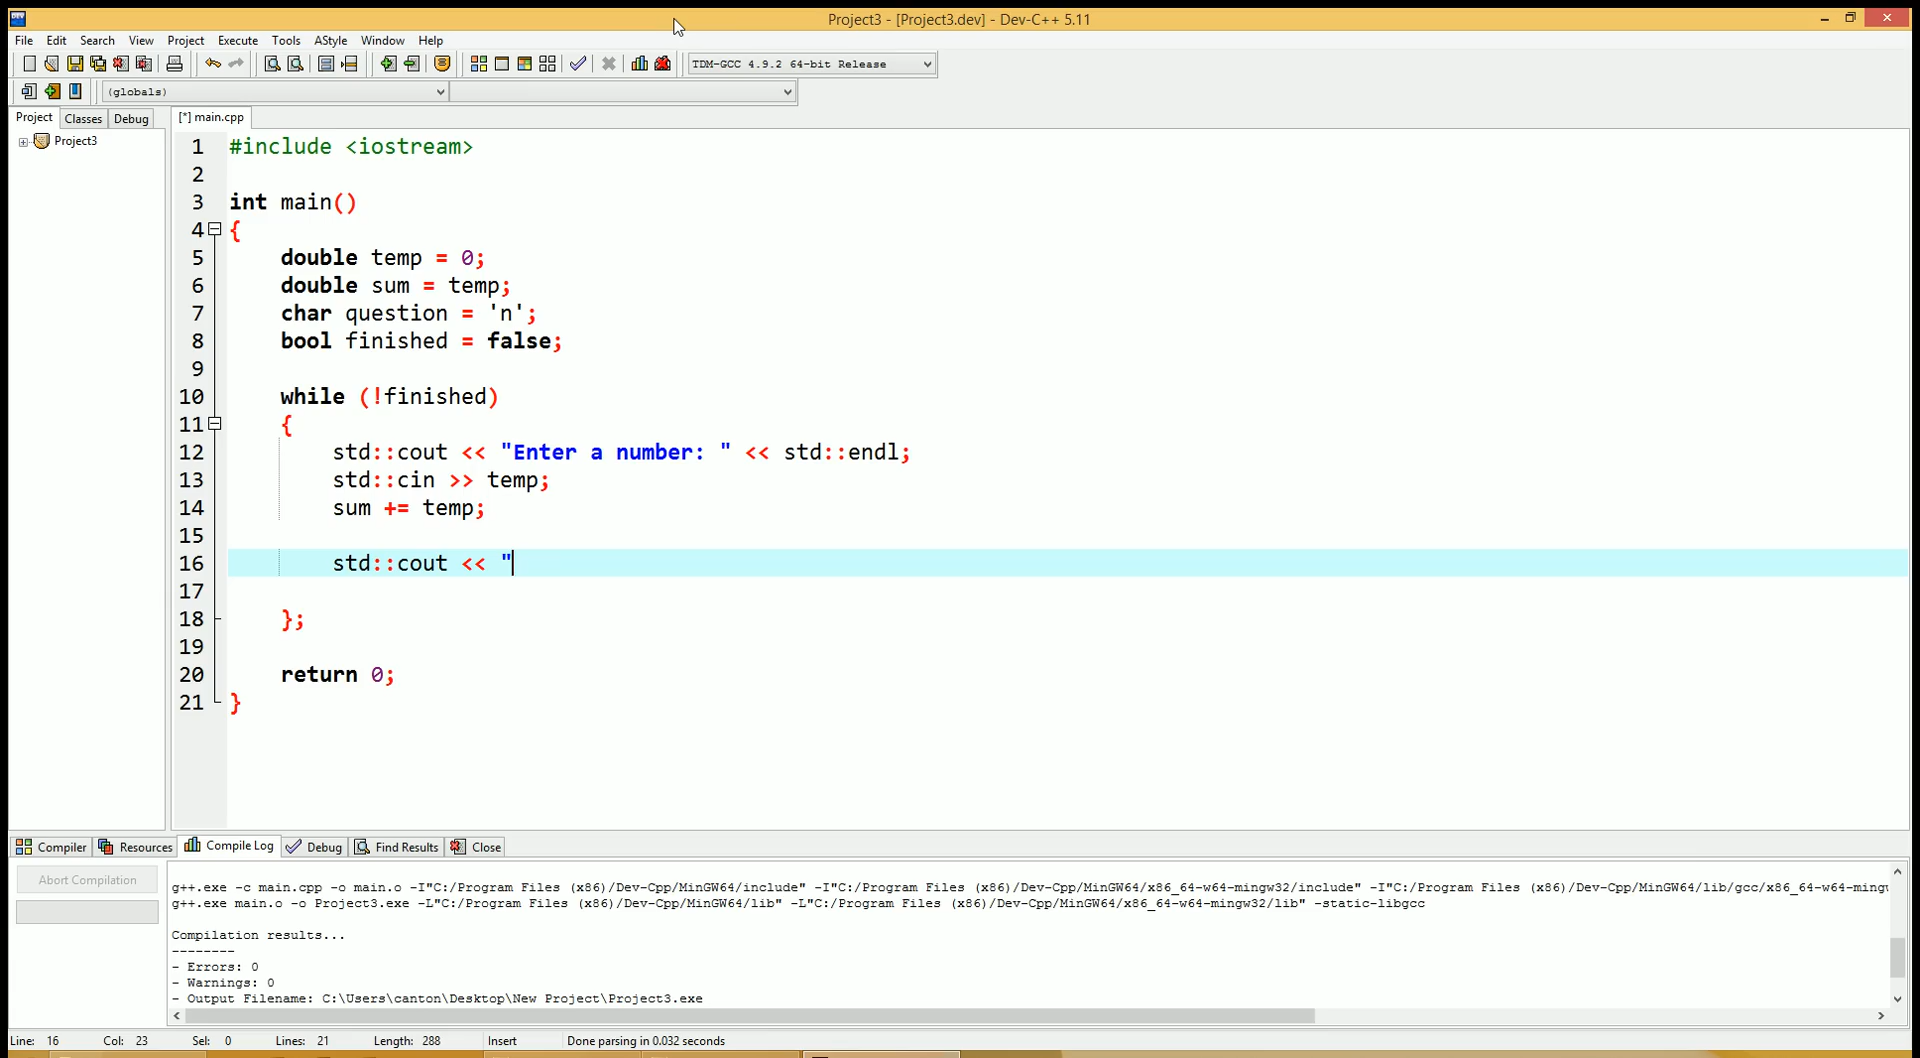 Project3 - [Project3.dev] - Dev-C++ 5.11
File Edit Search View Project Execute Tools AStyle Window Help
TDM-GCC 4.9.2 64-bit Release
(globals)
Project Classes Debug
[*] main.cpp
Project3
1 #include <iostream>
2
3 int main()
4 {
5 double temp = 0;
6 double sum = temp;
7 char question = 'n';
8 bool finished = false;
9
10 while (!finished)
11 {
12 std::cout << "Enter a number: " << std::endl;
13 std::cin >> temp;
14 sum += temp;
15
16 std::cout << "
17
18 };
19
20 return 0;
21 }
Compiler Resources Compile Log Debug Find Results Close
Abort Compilation
g++.exe -c main.cpp -o main.o -I"C:/Program Files (x86)/Dev-Cpp/MinGW64/include" -I"C:/Program Files (x86)/Dev-Cpp/MinGW64/x86_64-w64-mingw32/include" -I"C:/Program Files (x86)/Dev-Cpp/MinGW64/lib/gcc/x86_64-w64-ming
g++.exe main.o -o Project3.exe -L"C:/Program Files (x86)/Dev-Cpp/MinGW64/lib" -L"C:/Program Files (x86)/Dev-Cpp/MinGW64/x86_64-w64-mingw32/lib" -static-libgcc
Compilation results...
--------
- Errors: 0
- Warnings: 0
- Output Filename: C:\Users\canton\Desktop\New Project\Project3.exe
Line: 16 Col: 23 Sel: 0 Lines: 21 Length: 288 Insert Done parsing in 0.032 seconds